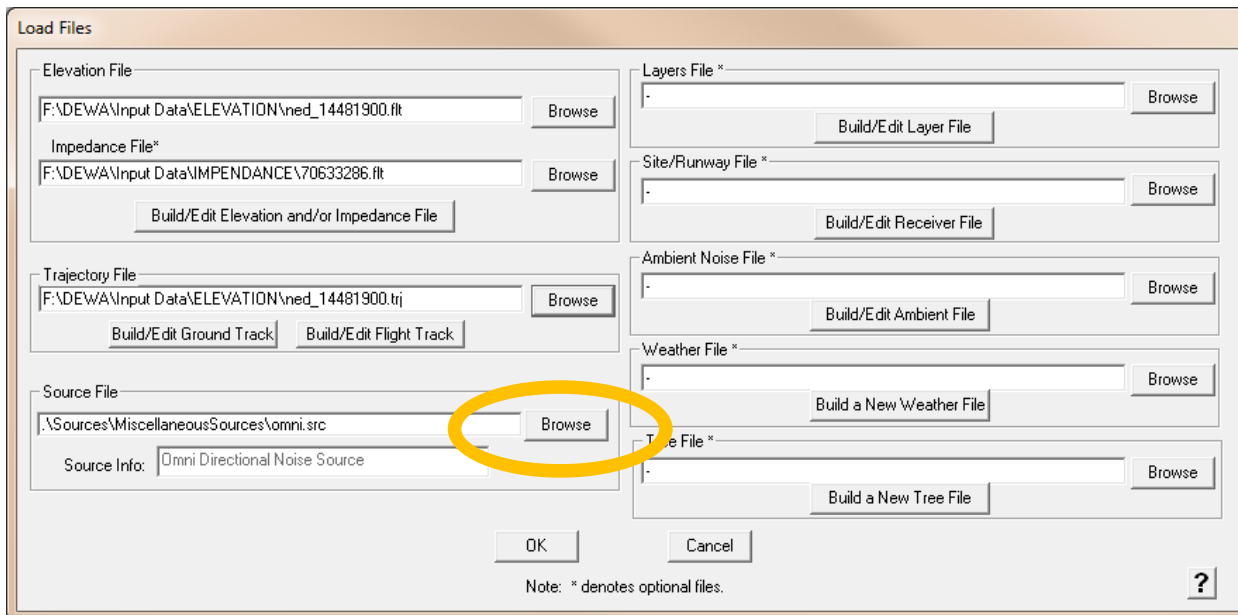 Load Files
Elevation File
F:\DEWA\Input Data\ELEVATION\ned_14481900.flt
Browse
Impedance File*
F:\DEWA\Input Data\IMPENDANCE\70633286.flt
Browse
Build/Edit Elevation and/or Impedance File
Trajectory File
F:\DEWA\Input Data\ELEVATION\ned_14481900.trj
Browse
Build/Edit Ground Track
Build/Edit Flight Track
Source File
.\Sources\MiscellaneousSources\omni.src
Browse
Source Info:
Omni Directional Noise Source
Layers File *
-
Browse
Build/Edit Layer File
Site/Runway File *
-
Browse
Build/Edit Receiver File
Ambient Noise File *
-
Browse
Build/Edit Ambient File
Weather File *
-
Browse
Build a New Weather File
Tree File *
-
Browse
Build a New Tree File
OK
Cancel
Note: * denotes optional files.
?